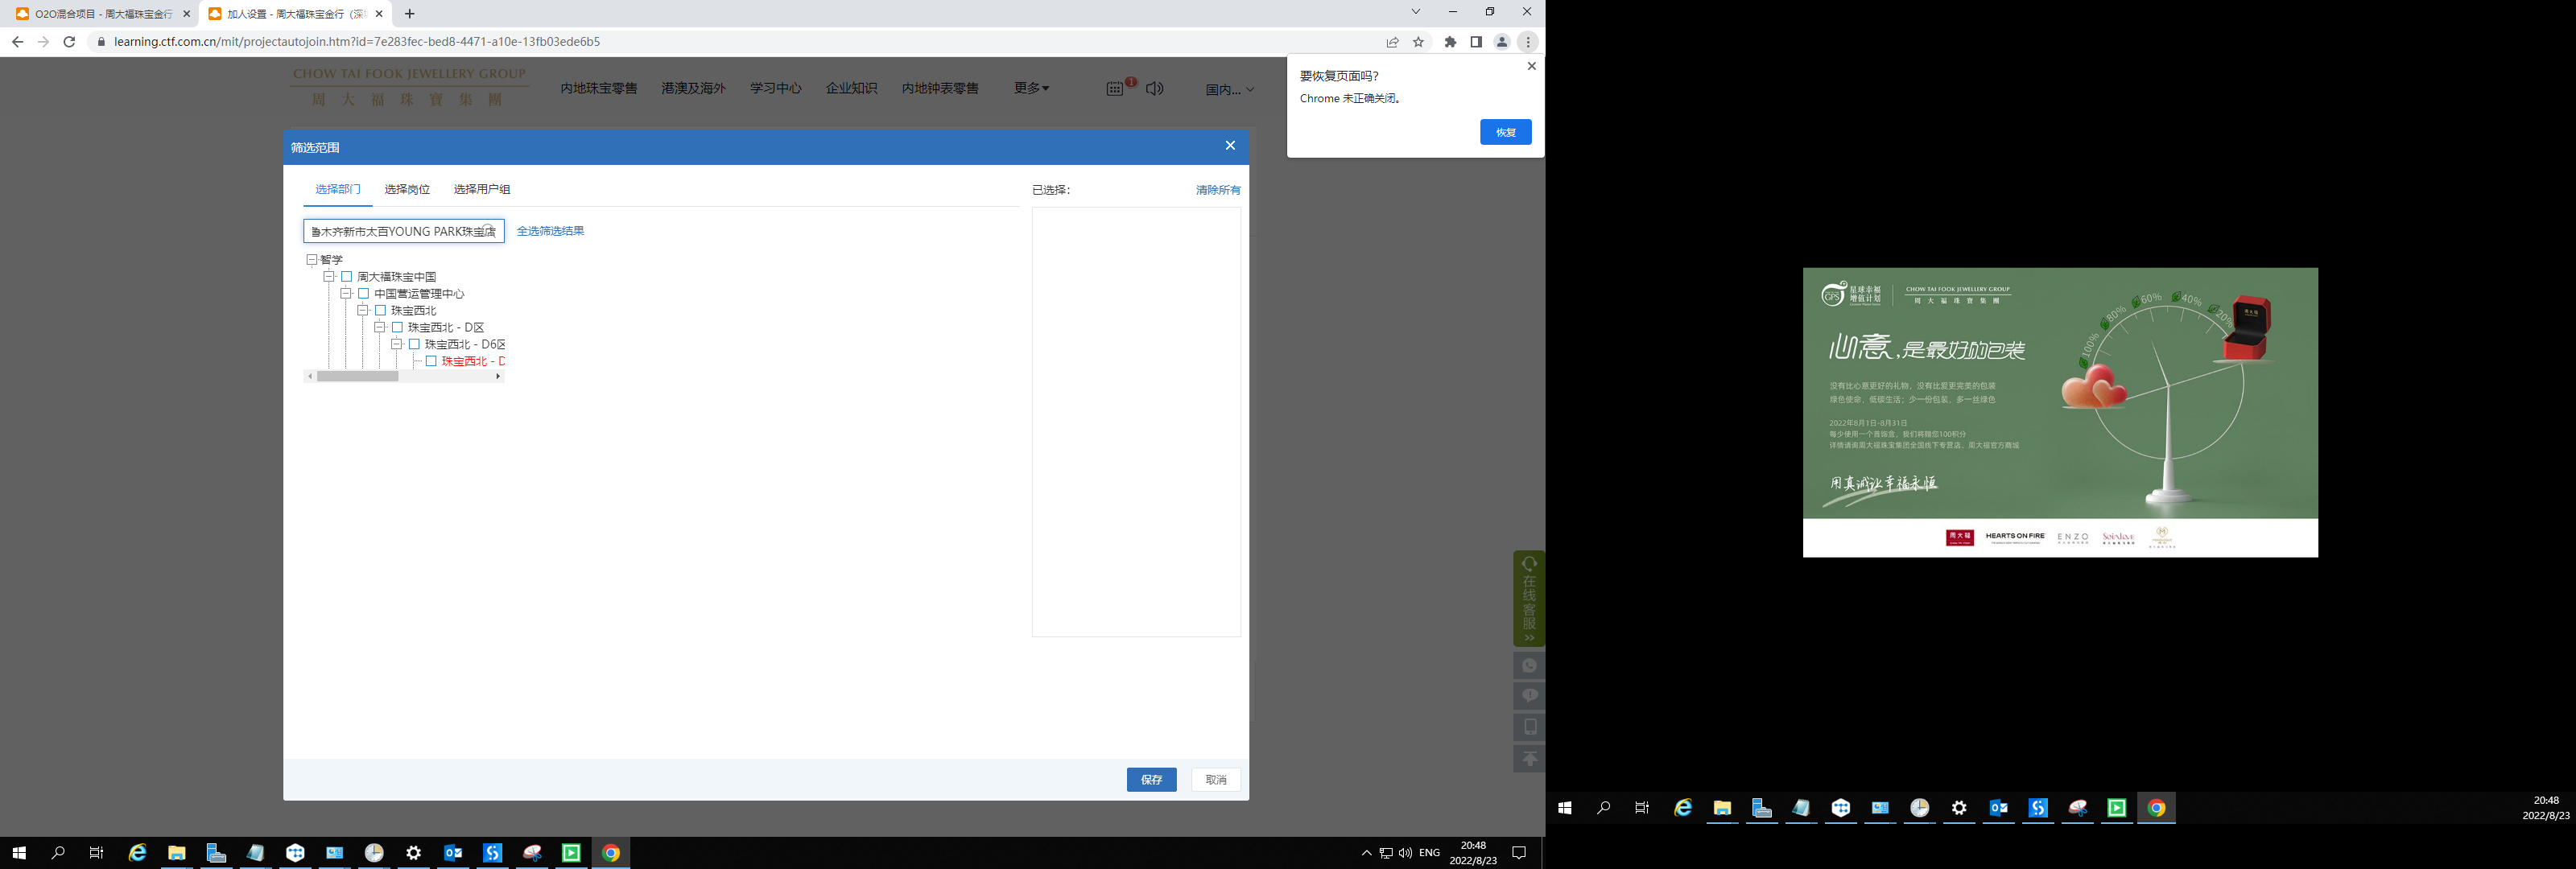 O2O混合项目 - 周大福珠宝金行
加人设置 - 周大福珠宝金行（深圳
learning.ctf.com.cn/mit/projectautojoin.htm?id=7e283fec-bed8-4471-a10e-13fb03ede6b5
要恢复页面吗?
Chrome 未正确关闭。
恢复
CHOW TAI FOOK JEWELLERY GROUP
周大福珠寶集團
内地珠宝零售 港澳及海外 学习中心 企业知识 内地钟表零售 更多 1 国内...
筛选范围
选择部门 选择岗位 选择用户组
已选择: 清除所有
鲁木齐新市太百YOUNG PARK珠宝店 全选筛选结果
智学
周大福珠宝中国
中国营运管理中心
珠宝西北
珠宝西北 - D区
珠宝西北 - D6区
珠宝西北 - D
在线客服
保存 取消
ENG
20:48
2022/8/23
GPS
星球幸福
增值计划
CHOW TAI FOOK JEWELLERY GROUP
周大福珠寶集團
心意,是最好的包装
没有比心意更好的礼物，没有比爱更完美的包装
绿色使命，低碳生活；少一份包装，多一丝绿色
2022年8月1日-8月31日
每少使用一个首饰盒，我们将赠您100积分
详情请询周大福珠宝集团全国线下专营店、周大福官方商城
用真诚让幸福永恒
100% 80% 60% 40% 20%
周大福
HEARTS ON FIRE
ENZO
Soinlove
20:48
2022/8/23